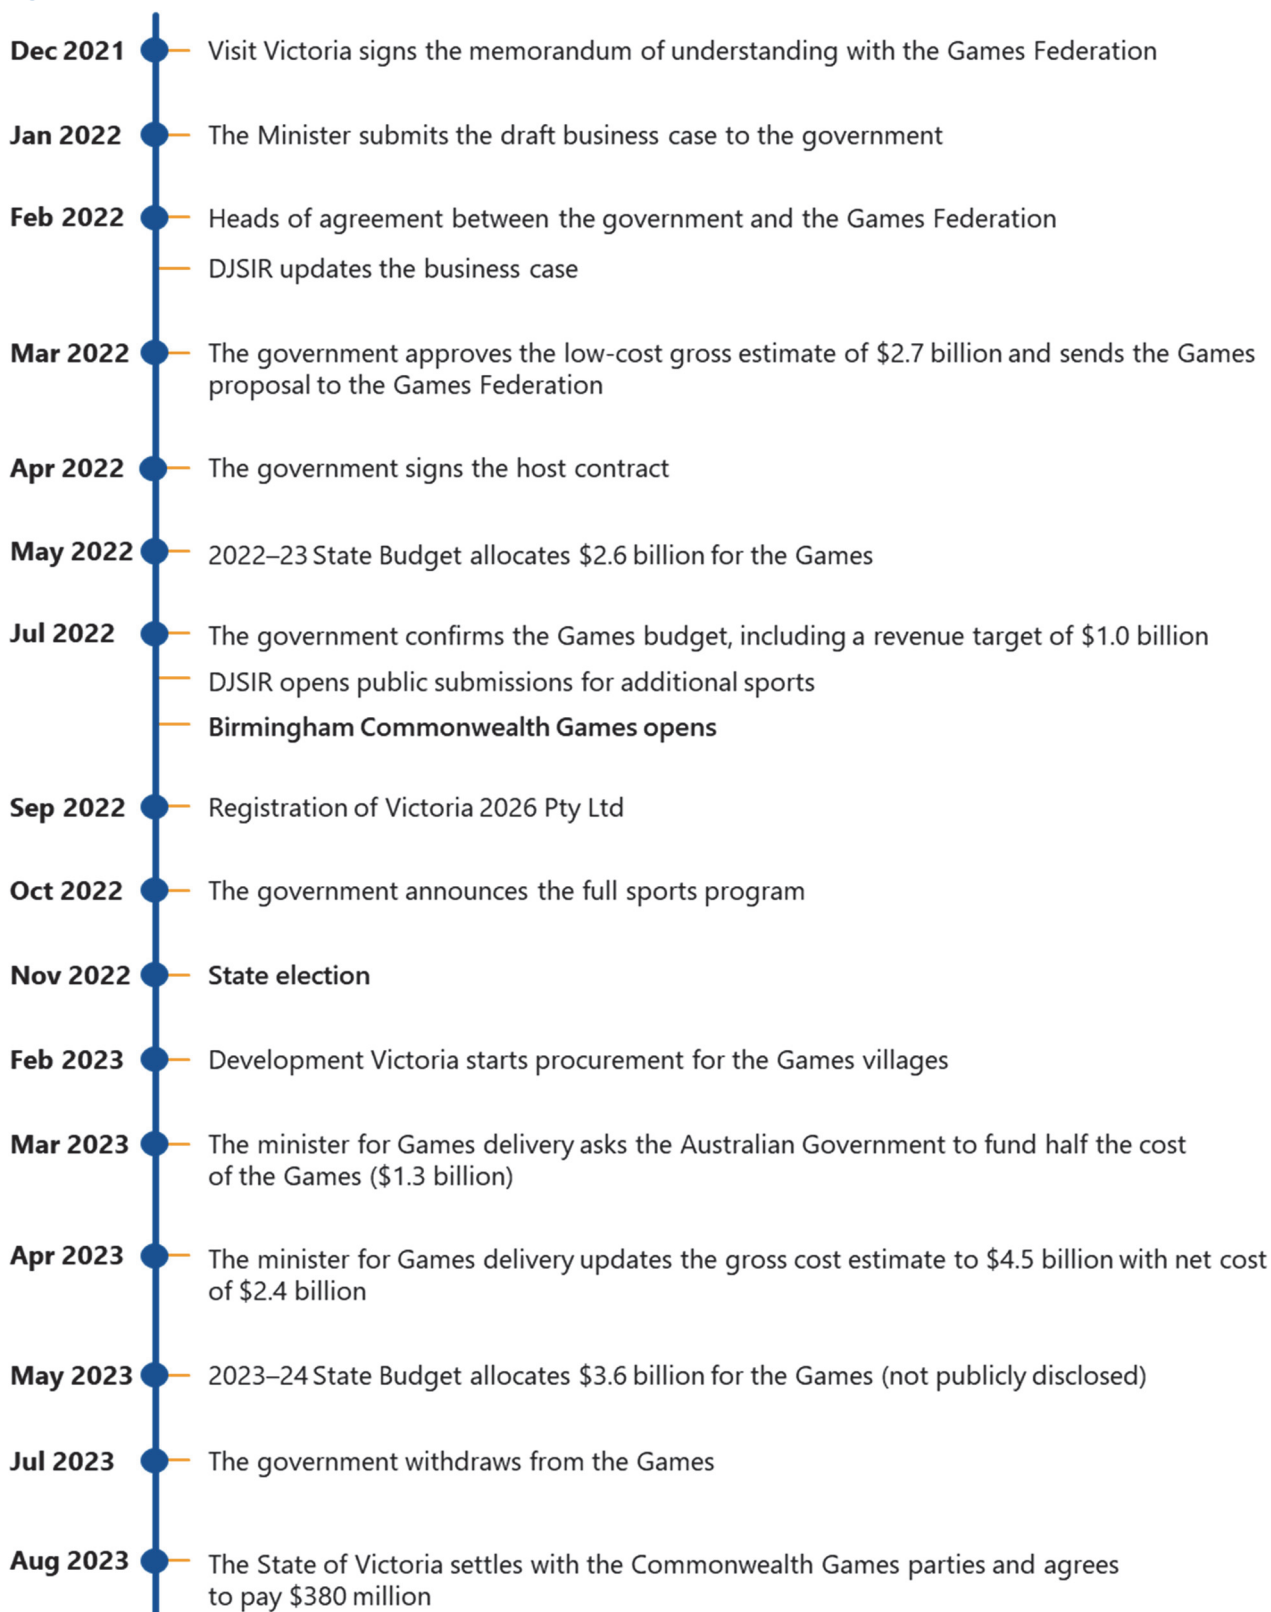 Dec 2021 Visit Victoria signs the memorandum of understanding with the Games Federation
Jan 2022 The Minister submits the draft business case to the government
Feb 2022 Heads of agreement between the government and the Games Federation
DJSIR updates the business case
Mar 2022 The government approves the low-cost gross estimate of $2.7 billion and sends the Games
proposal to the Games Federation
Apr 2022 The government signs the host contract
May 2022 2022–23 State Budget allocates $2.6 billion for the Games
Jul 2022 The government confirms the Games budget, including a revenue target of $1.0 billion
DJSIR opens public submissions for additional sports
Birmingham Commonwealth Games opens
Sep 2022 Registration of Victoria 2026 Pty Ltd
Oct 2022 The government announces the full sports program
Nov 2022 State election
Feb 2023 Development Victoria starts procurement for the Games villages
Mar 2023 The minister for Games delivery asks the Australian Government to fund half the cost
of the Games ($1.3 billion)
Apr 2023 The minister for Games delivery updates the gross cost estimate to $4.5 billion with net cost
of $2.4 billion
May 2023 2023–24 State Budget allocates $3.6 billion for the Games (not publicly disclosed)
Jul 2023 The government withdraws from the Games
Aug 2023 The State of Victoria settles with the Commonwealth Games parties and agrees
to pay $380 million